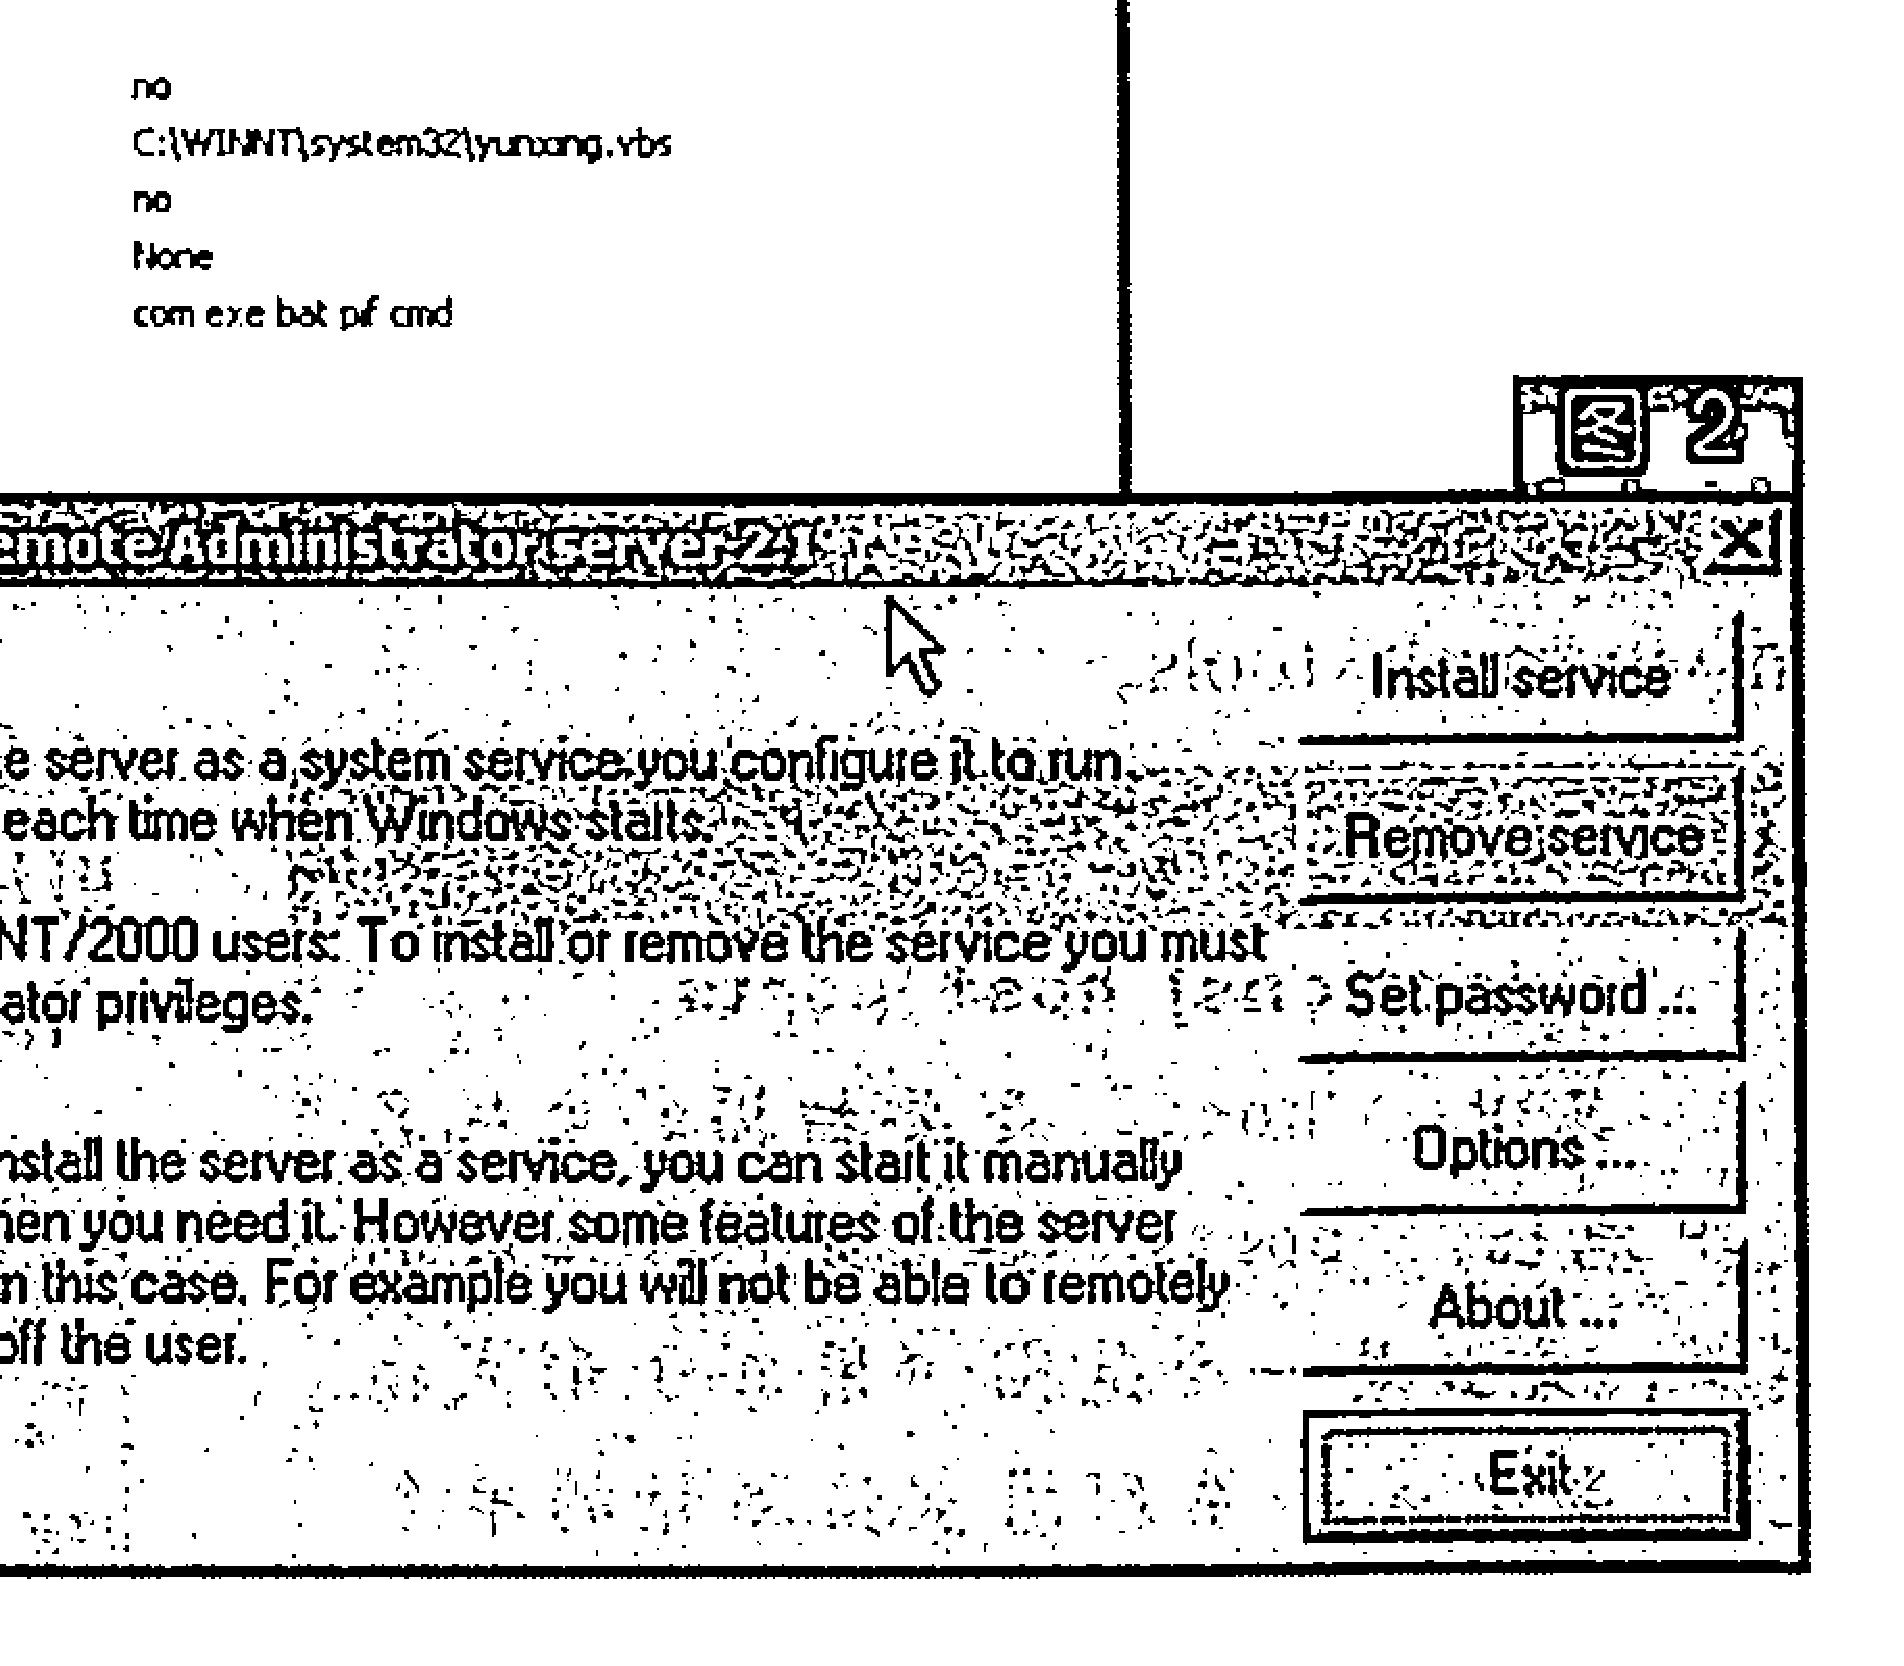 no
C:\WINNT\system32\yunxing.vbs
no
None
com exe bat pif cmd
图 2
emote Administrator server 2.1
Install service
e server as a system service you configure it to run
each time when Windows starts.
Remove service
NT/2000 users: To install or remove the service you must
ator privileges.
Set password ...
Options ...
nstall the server as a service, you can start it manually
hen you need it. However some features of the server
n this case. For example you will not be able to remotely
off the user.
About ...
Exit